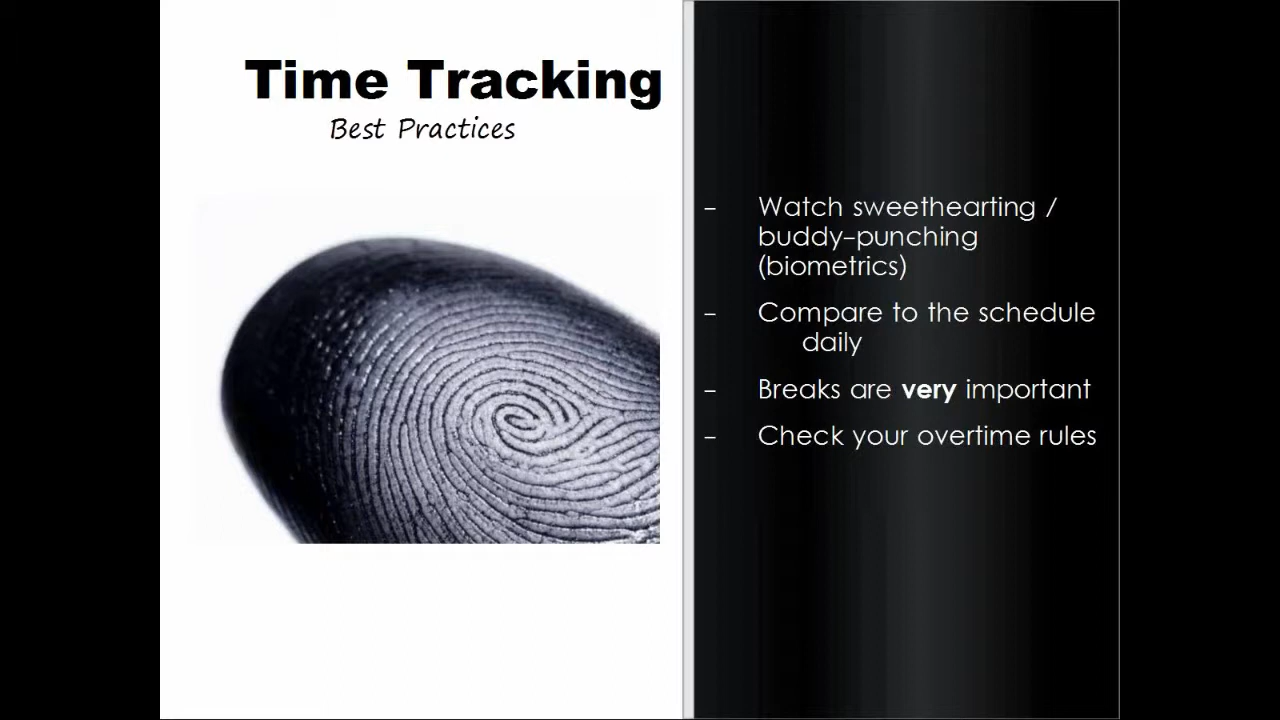 Time Tracking
Best Practices
– Watch sweethearting /
buddy–punching
(biometrics)
– Compare to the schedule
daily
– Breaks are very important
– Check your overtime rules